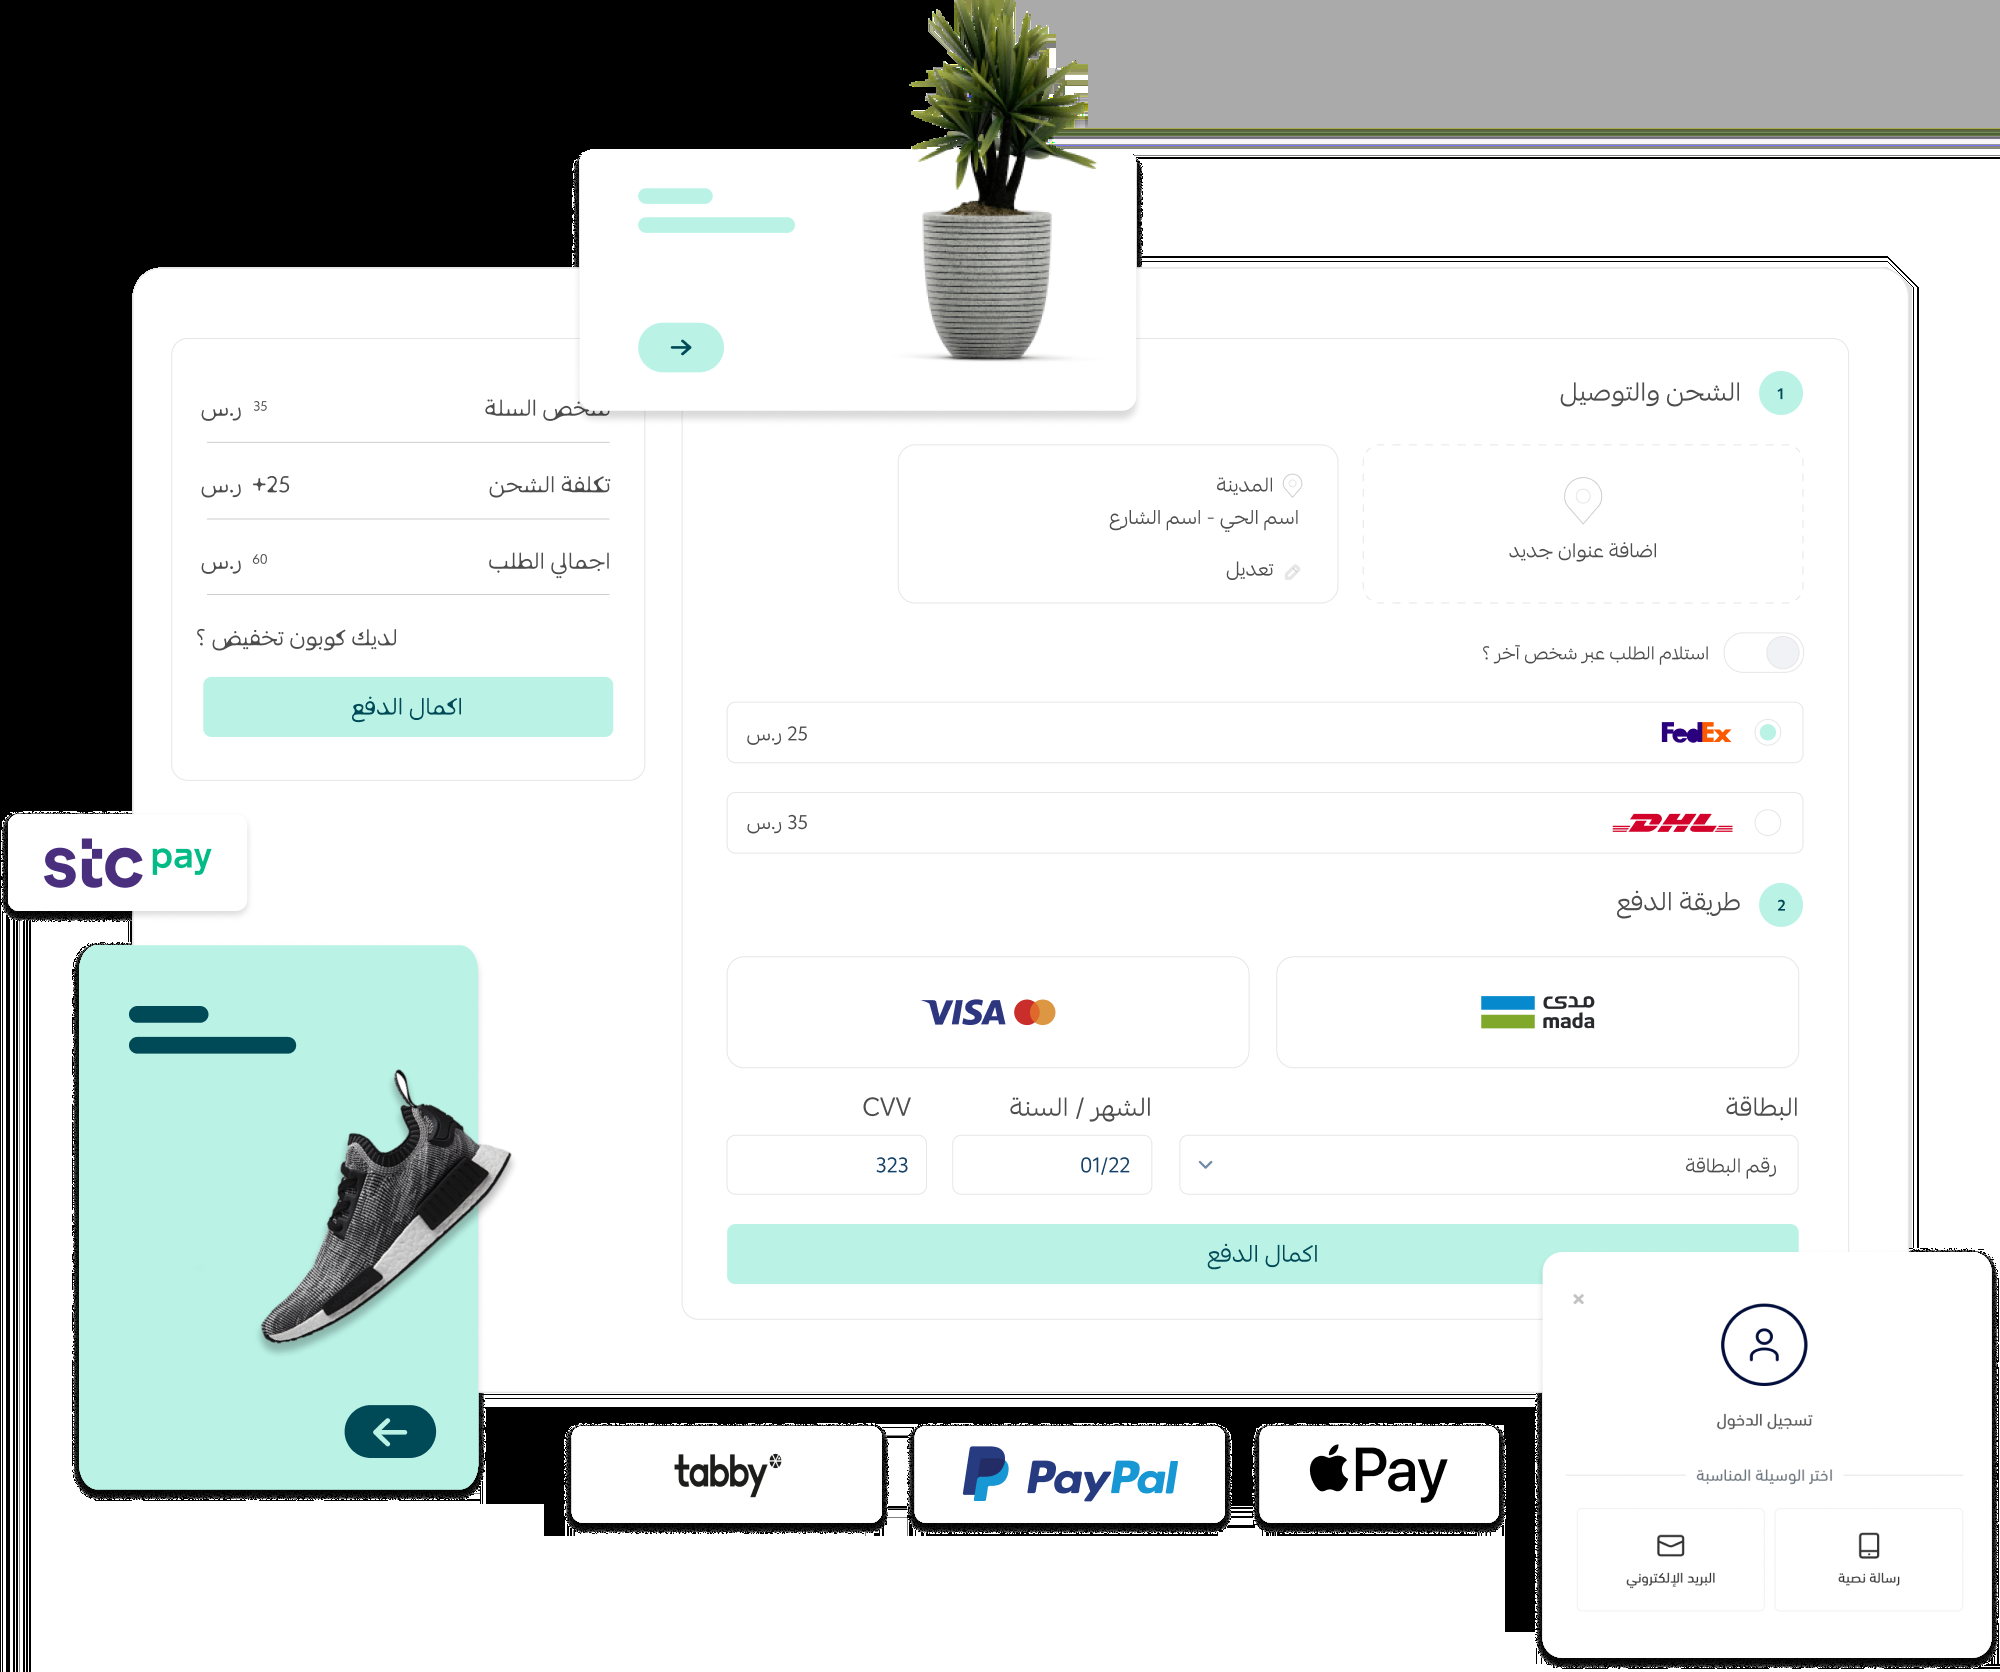 1 الشحن والتوصيل
اضافة عنوان جديد
المدينة
اسم الحي - اسم الشارع
تعديل
استلام الطلب عبر شخص آخر ؟
FedEx
25 ر.س
DHL
35 ر.س
2 طريقة الدفع
مدى
mada
VISA
البطاقة
الشهر / السنة
CVV
رقم البطاقة
01/22
323
اكمال الدفع
السلة 35 ر.س
تكلفة الشحن +25 ر.س
اجمالي الطلب 60 ر.س
لديك كوبون تخفيض ؟
اكمال الدفع
stc pay
tabby
PayPal
Pay
تسجيل الدخول
اختر الوسيلة المناسبة
رسالة نصية
البريد الإلكتروني